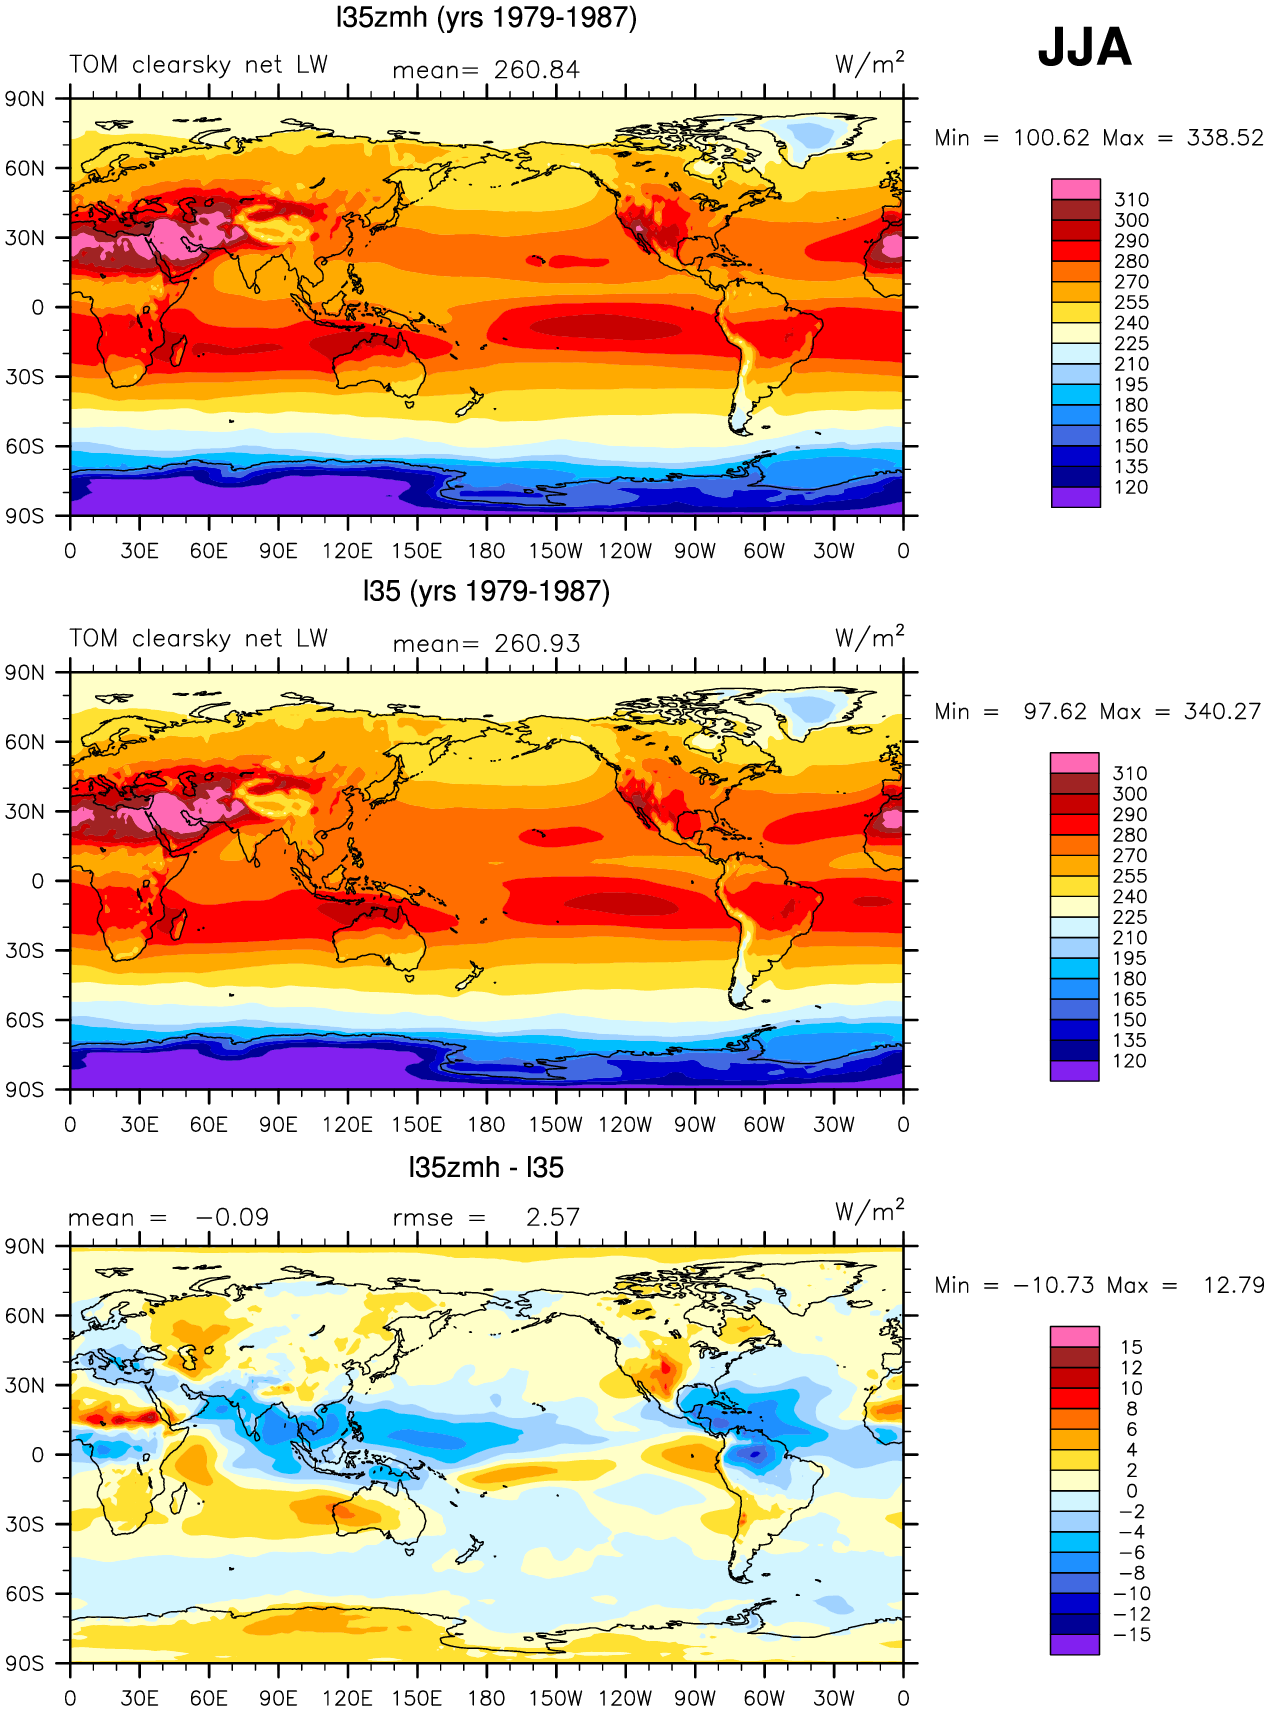 l35zmh (yrs 1979-1987)
JJA
TOM clearsky net LW mean= 260.84 W/m²
Min = 100.62 Max = 338.52
90N
60N
30N
0
30S
60S
90S
0 30E 60E 90E 120E 150E 180 150W 120W 90W 60W 30W 0
310
300
290
280
270
255
240
225
210
195
180
165
150
135
120
l35 (yrs 1979-1987)
TOM clearsky net LW mean= 260.93 W/m²
Min = 97.62 Max = 340.27
90N
60N
30N
0
30S
60S
90S
0 30E 60E 90E 120E 150E 180 150W 120W 90W 60W 30W 0
310
300
290
280
270
255
240
225
210
195
180
165
150
135
120
l35zmh - l35
mean = −0.09 rmse = 2.57 W/m²
Min = −10.73 Max = 12.79
90N
60N
30N
0
30S
60S
90S
0 30E 60E 90E 120E 150E 180 150W 120W 90W 60W 30W 0
15
12
10
8
6
4
2
0
−2
−4
−6
−8
−10
−12
−15